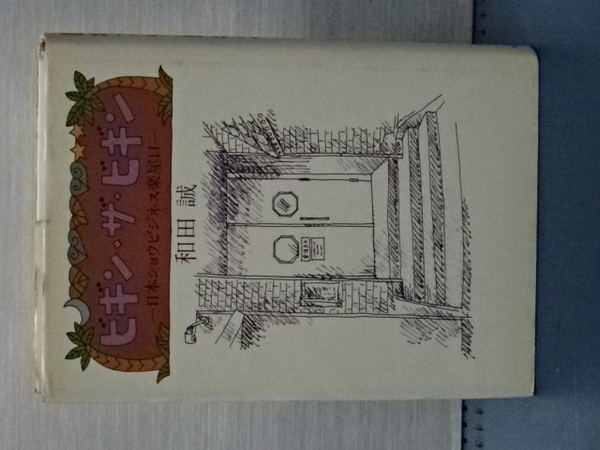 ビギン・ザ・ビギン
—日本ショウビジネス楽屋口—
和田 誠